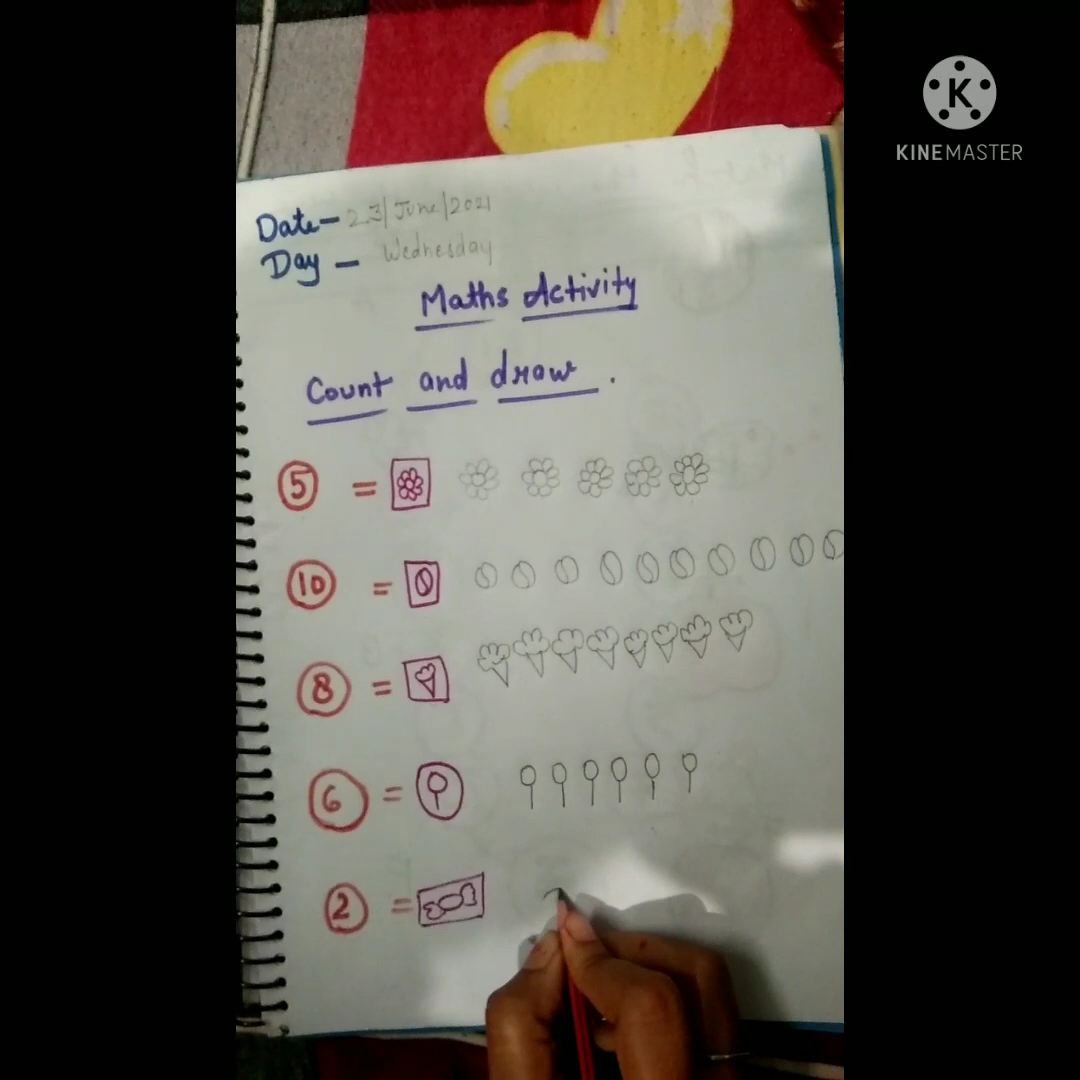 K
KINEMASTER
Date- 23/June/2021
Day - Wednesday
Maths Activity
Count and draw.
5 =
10 =
8 =
6 =
2 =